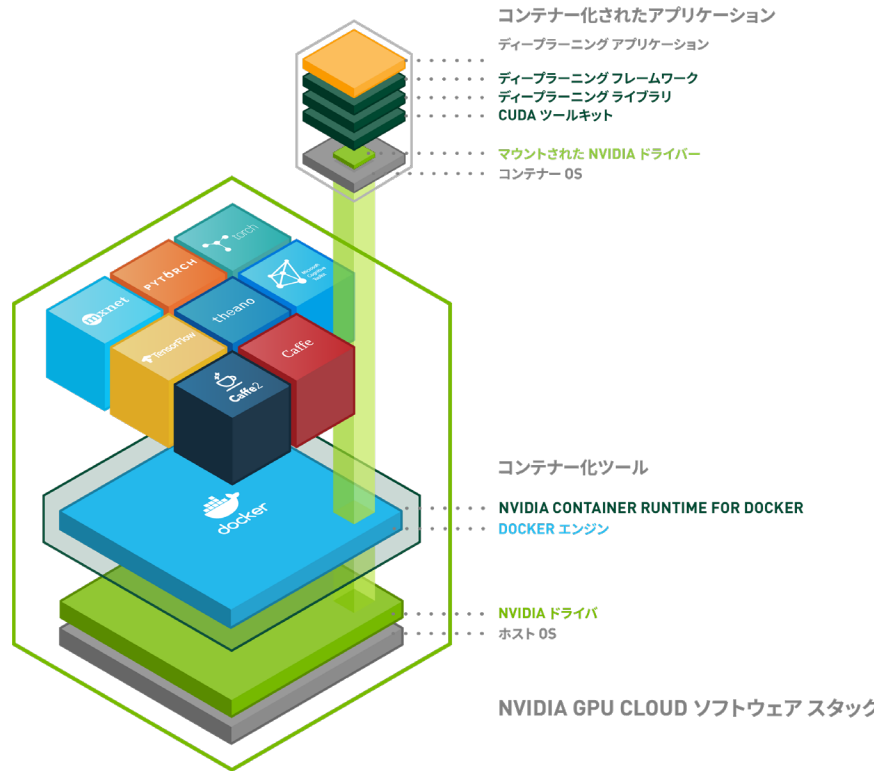 コンテナー化されたアプリケーション
ディープラーニング アプリケーション
ディープラーニング フレームワーク
ディープラーニング ライブラリ
CUDA ツールキット
マウントされた NVIDIA ドライバー
コンテナー OS
torch
PYTORCH
Microsoft
Cognitive
Toolkit
mxnet
theano
TensorFlow
Caffe
Caffe2
コンテナー化ツール
docker
NVIDIA CONTAINER RUNTIME FOR DOCKER
DOCKER エンジン
NVIDIA ドライバ
ホスト OS
NVIDIA GPU CLOUD ソフトウェア スタック